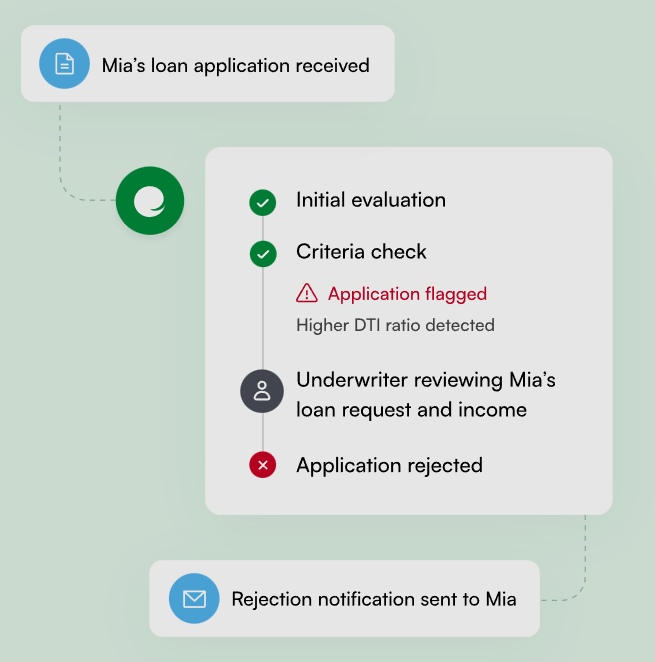 Mia’s loan application received
Initial evaluation
Criteria check
Application flagged
Higher DTI ratio detected
Underwriter reviewing Mia’s
loan request and income
Application rejected
Rejection notification sent to Mia